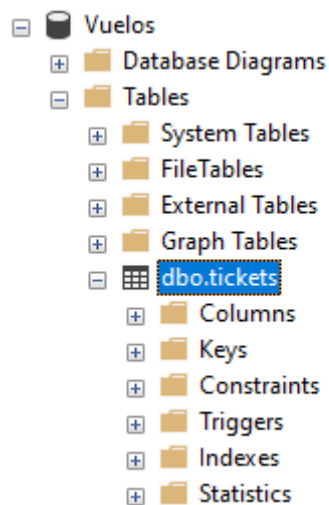 Vuelos
Database Diagrams
Tables
System Tables
FileTables
External Tables
Graph Tables
dbo.tickets
Columns
Keys
Constraints
Triggers
Indexes
Statistics